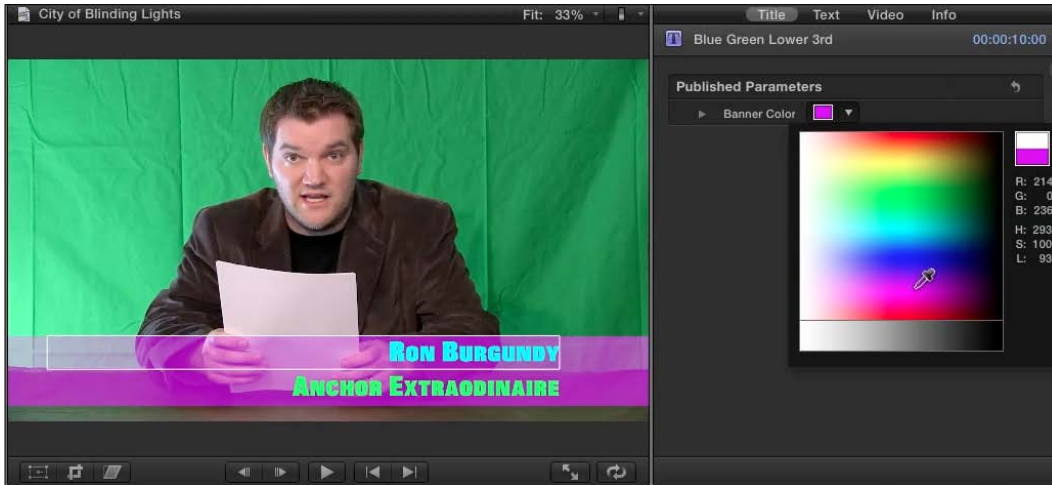 City of Blinding Lights
Fit: 33%
Title Text Video Info
Blue Green Lower 3rd 00:00:10:00
Published Parameters
Banner Color
R: 214
G: 0
B: 236
H: 293
S: 100
L: 93
RON BURGUNDY
ANCHOR EXTRAODINAIRE